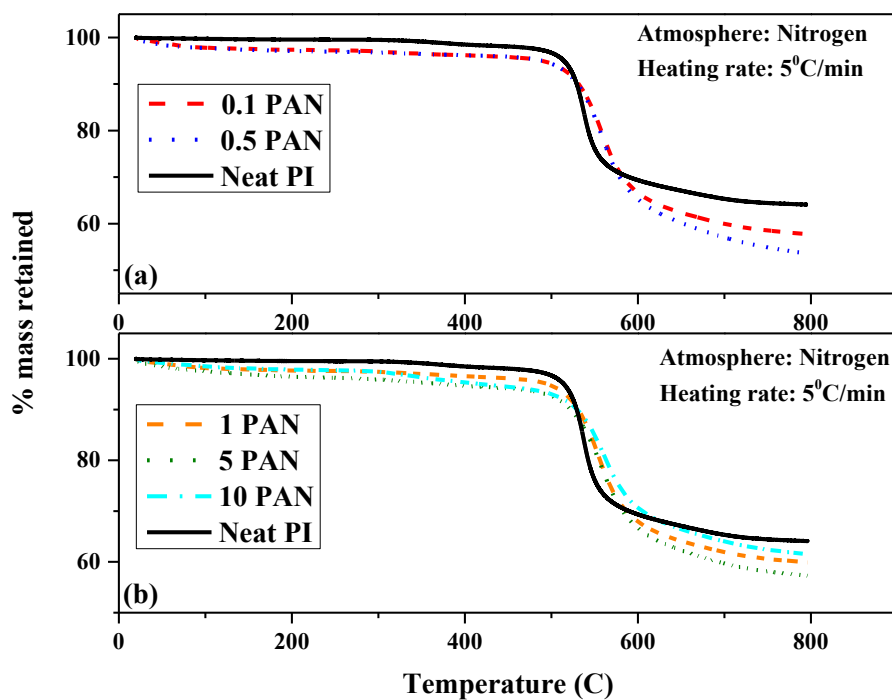 Atmosphere: Nitrogen
Heating rate: 5⁰C/min
100
80
60
0.1 PAN
0.5 PAN
Neat PI
(a)
0 200 400 600 800
% mass retained
Atmosphere: Nitrogen
Heating rate: 5⁰C/min
100
80
60
1 PAN
5 PAN
10 PAN
Neat PI
(b)
0 200 400 600 800
Temperature (C)